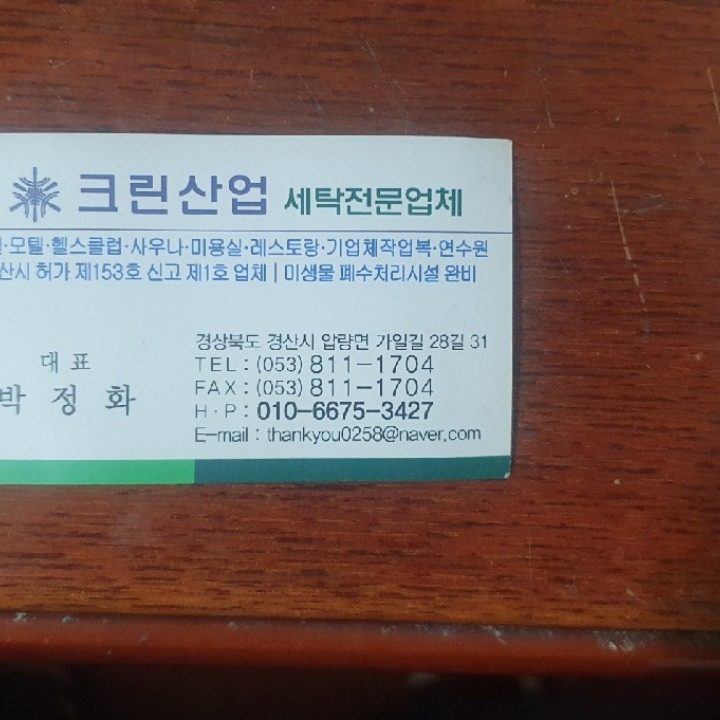 크린산업 세탁전문업체
·모텔·헬스클럽·사우나·미용실·레스토랑·기업체작업복·연수원
산시 허가 제153호 신고 제1호 업체 | 미생물 폐수처리시설 완비
경상북도 경산시 압량면 가일길 28길 31
대표
TEL : (053) 811-1704
FAX : (053) 811-1704
박정화
H·P : 010-6675-3427
E-mail : thankyou0258@naver.com